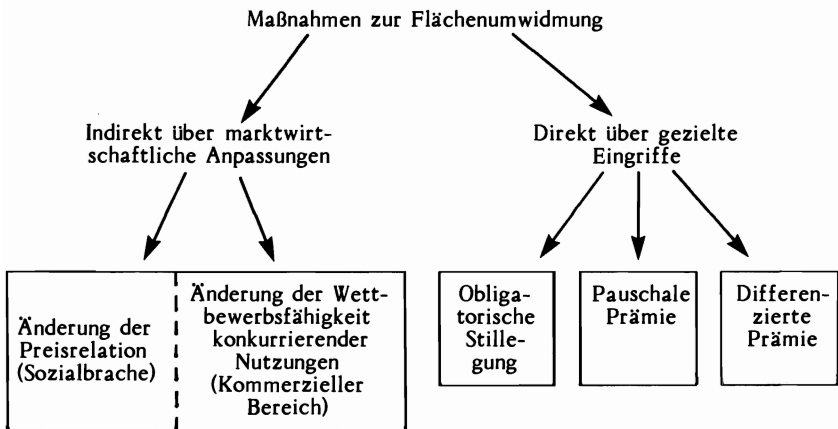 Maßnahmen zur Flächenumwidmung
Indirekt über marktwirt-
schaftliche Anpassungen
Direkt über gezielte
Eingriffe
Änderung der
Preisrelation
(Sozialbrache)
Änderung der Wett-
bewerbsfähigkeit
konkurrierender
Nutzungen
(Kommerzieller
Bereich)
Obliga-
torische
Stille-
gung
Pauschale
Prämie
Differen-
zierte
Prämie